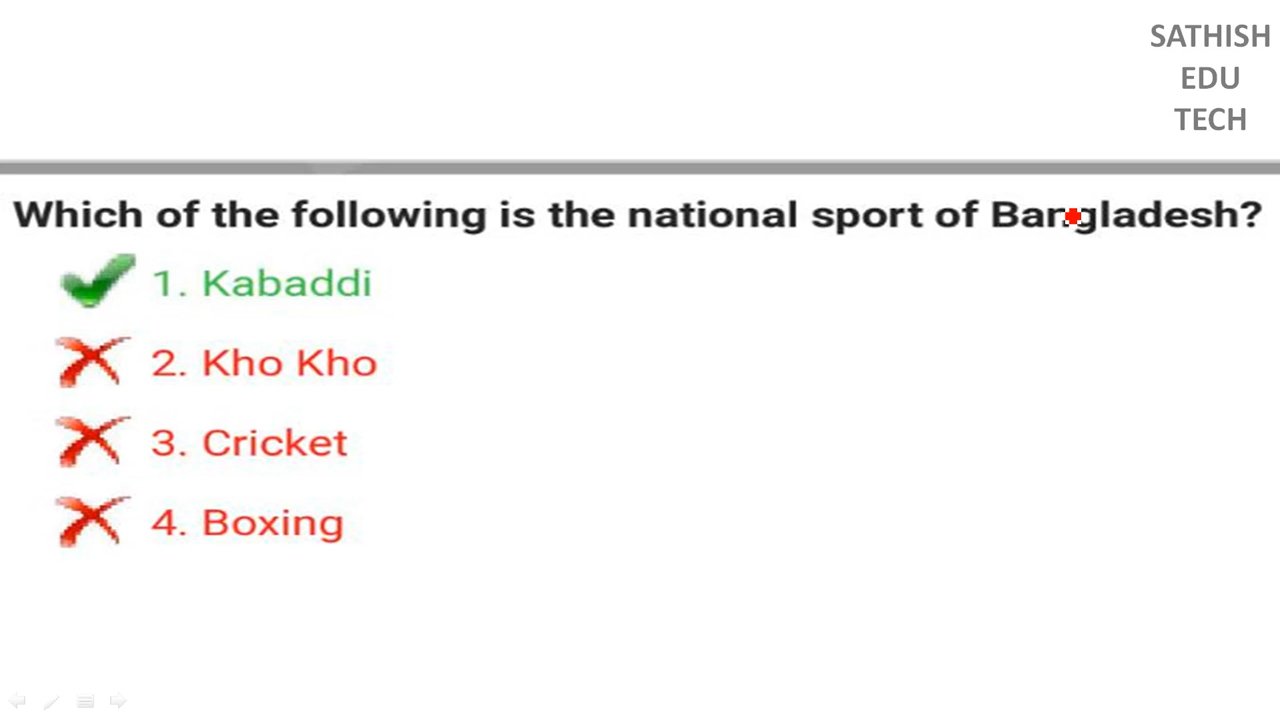 SATHISH
EDU
TECH
Which of the following is the national sport of Bangladesh?
1. Kabaddi
2. Kho Kho
3. Cricket
4. Boxing